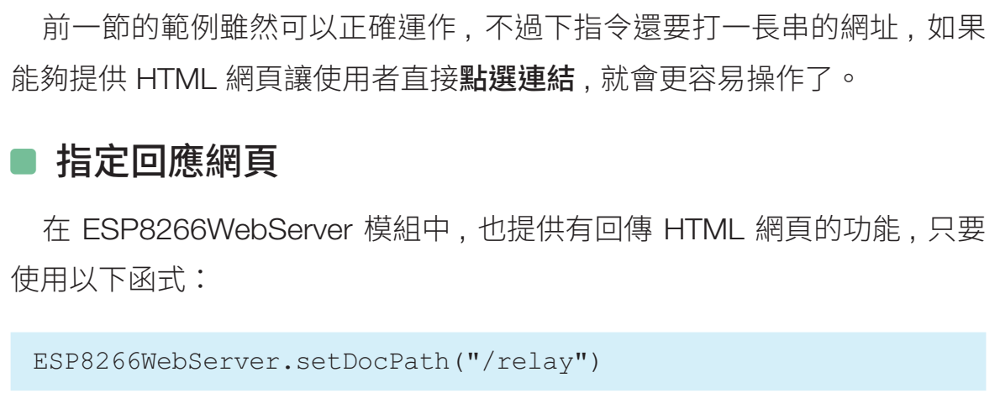 前一節的範例雖然可以正確運作，不過下指令還要打一長串的網址，如果
能夠提供 HTML 網頁讓使用者直接點選連結，就會更容易操作了。
指定回應網頁
在 ESP8266WebServer 模組中，也提供有回傳 HTML 網頁的功能，只要
使用以下函式：
ESP8266WebServer.setDocPath("/relay")